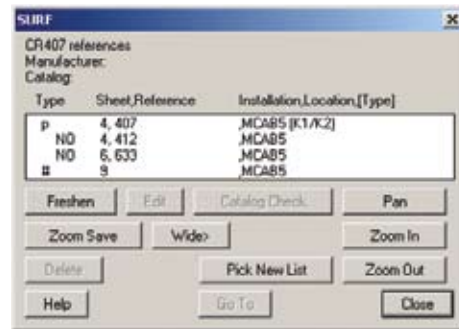 SURF
CR407 references
Manufacturer:
Catalog:
Type Sheet,Reference Installation,Location,[Type]
p 4, 407 ,MCAB5 [K1/K2]
NO 4, 412 ,MCAB5
NO 6, 633 ,MCAB5
# 9 ,MCAB5
Freshen Edit Catalog Check Pan
Zoom Save Wide> Zoom In
Delete Pick New List Zoom Out
Help Go To Close